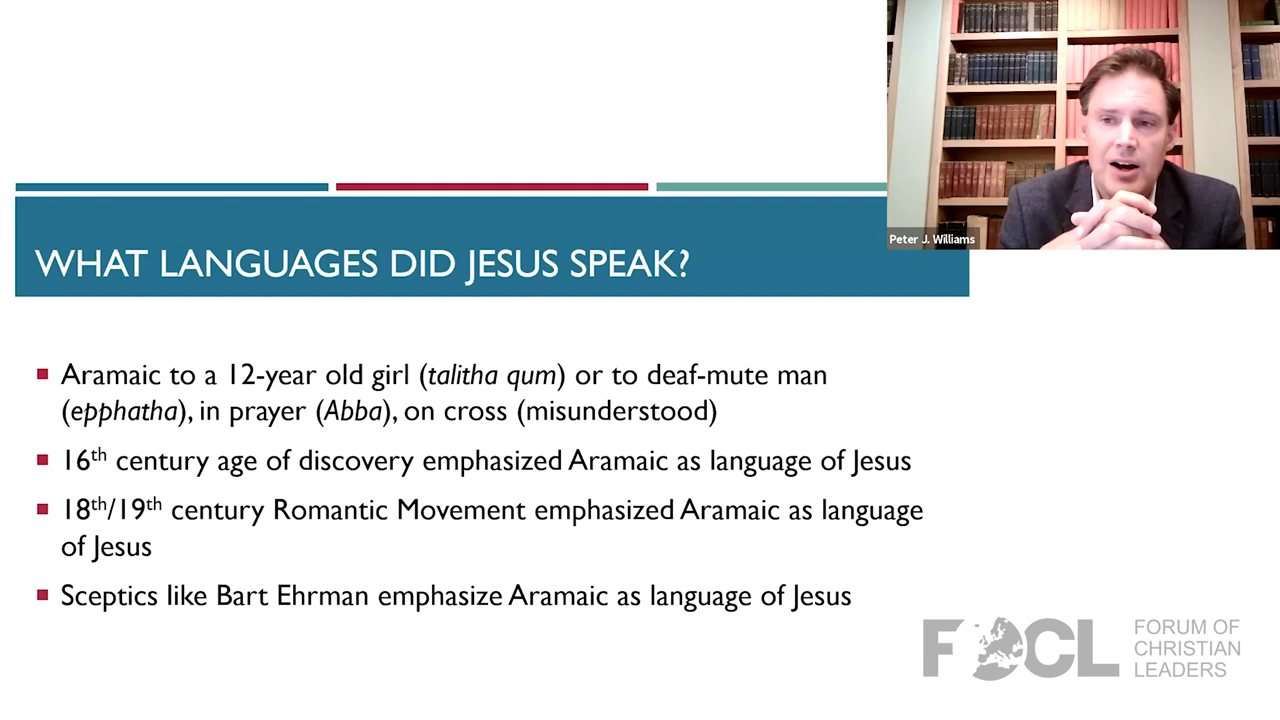 Peter J. Williams
WHAT LANGUAGES DID JESUS SPEAK?
Aramaic to a 12-year old girl (talitha qum) or to deaf-mute man
(epphatha), in prayer (Abba), on cross (misunderstood)
16th century age of discovery emphasized Aramaic as language of Jesus
18th/19th century Romantic Movement emphasized Aramaic as language
of Jesus
Sceptics like Bart Ehrman emphasize Aramaic as language of Jesus
FOCL
FORUM OF
CHRISTIAN
LEADERS